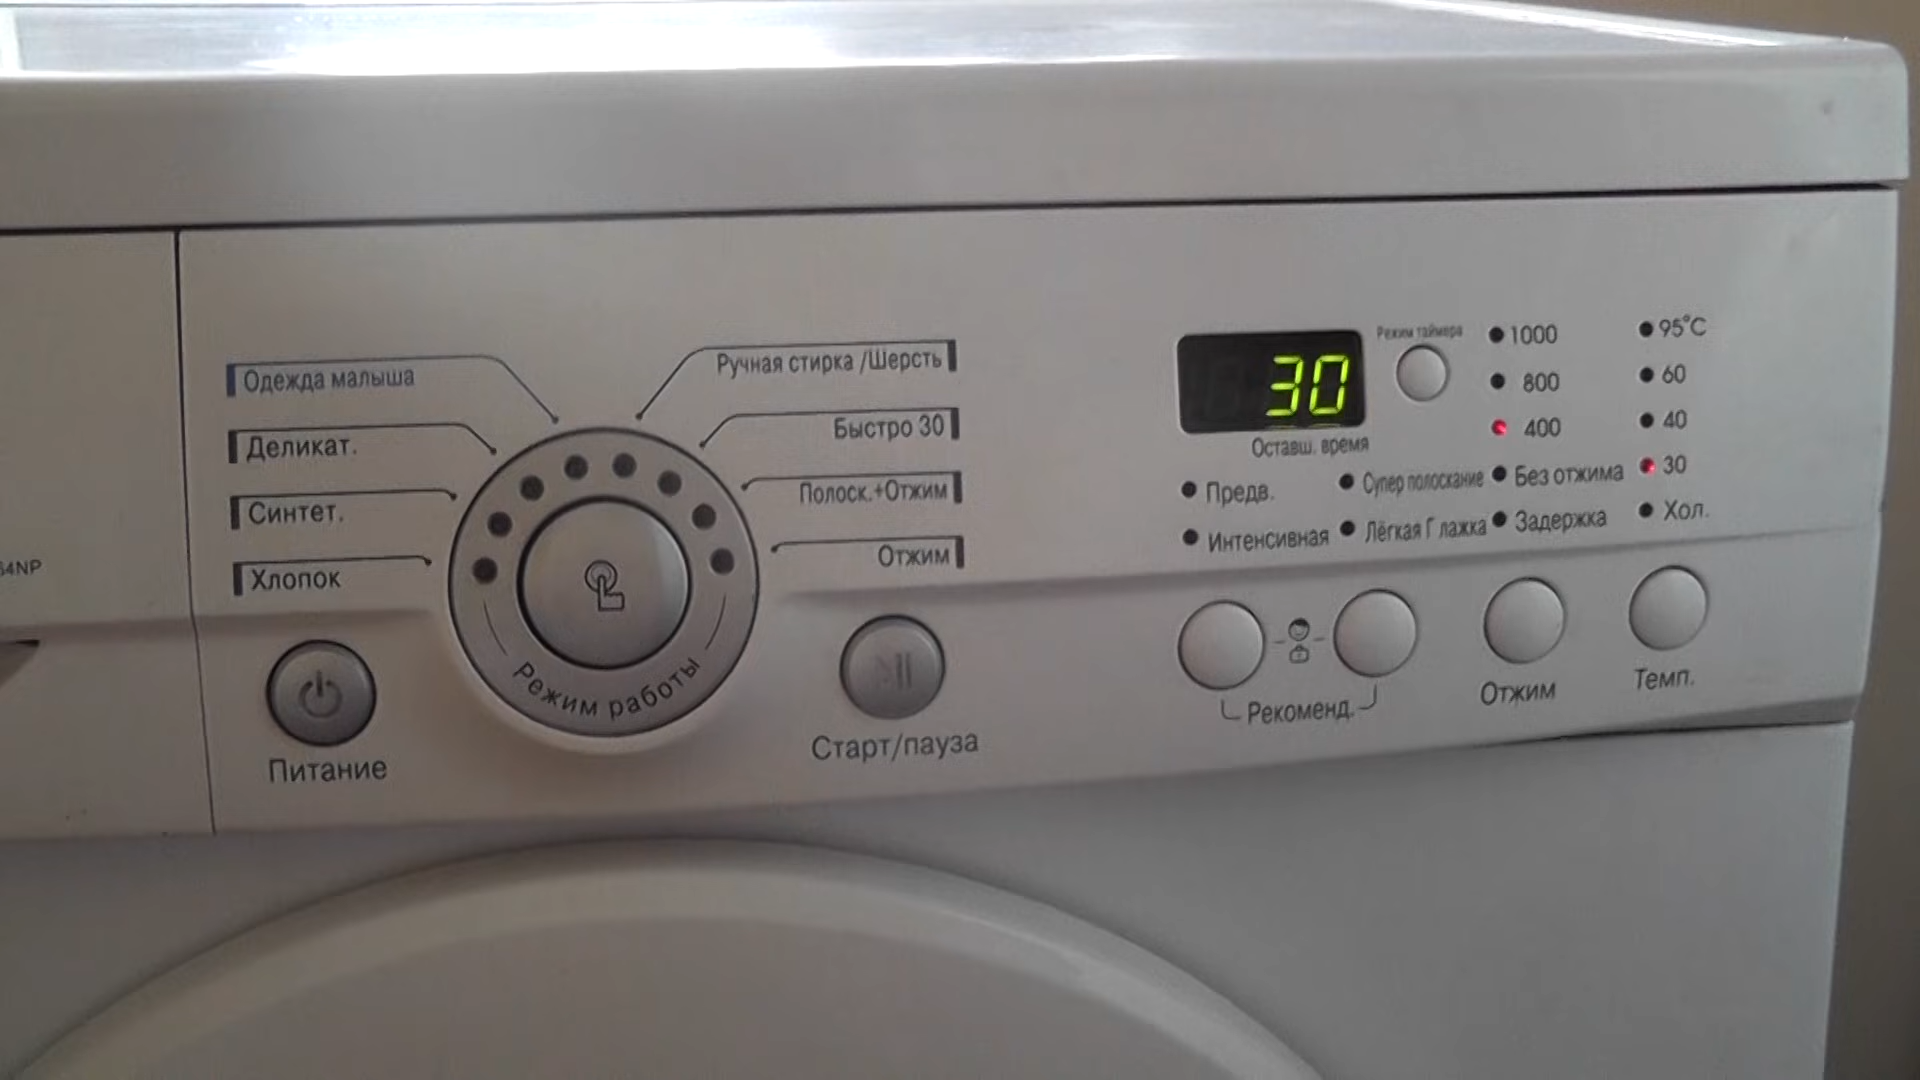 Одежда малыша
Деликат.
Синтет.
Хлопок
Ручная стирка /Шерсть
Быстро 30
Полоск.+Отжим
Отжим
Режим работы
Питание
Старт/пауза
30
Оставш. время
Режим таймера
1000
800
400
Без отжима
Задержка
95°C
60
40
30
Хол.
Предв.
Интенсивная
Супер полоскание
Лёгкая Глажка
Рекоменд.
Отжим
Темп.